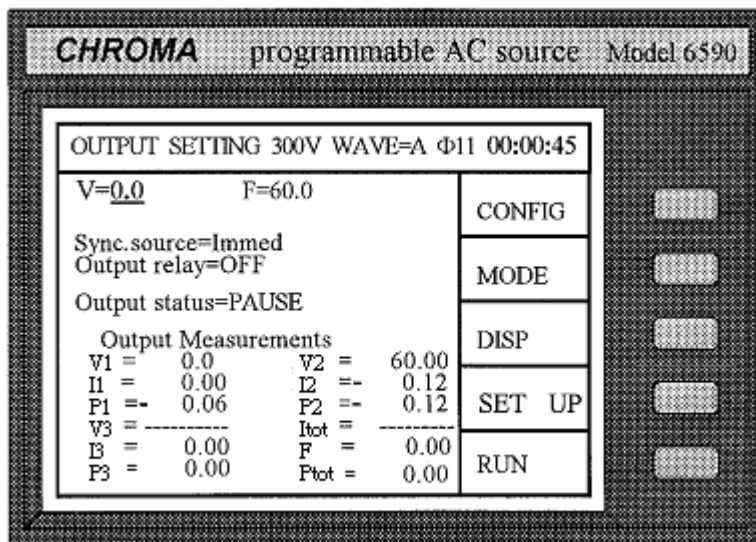 CHROMA programmable AC source Model 6590
OUTPUT SETTING 300V WAVE=A Φ11 00:00:45
V=0.0 F=60.0
CONFIG
Sync.source=Immed
Output relay=OFF
MODE
Output status=PAUSE
Output Measurements
DISP
V1 = 0.0 V2 = 60.00
I1 = 0.00 I2 =- 0.12
P1 =- 0.06 P2 =- 0.12
SET UP
V3 = ---------- Itot = --------
I3 = 0.00 F = 0.00
P3 = 0.00 Ptot = 0.00
RUN